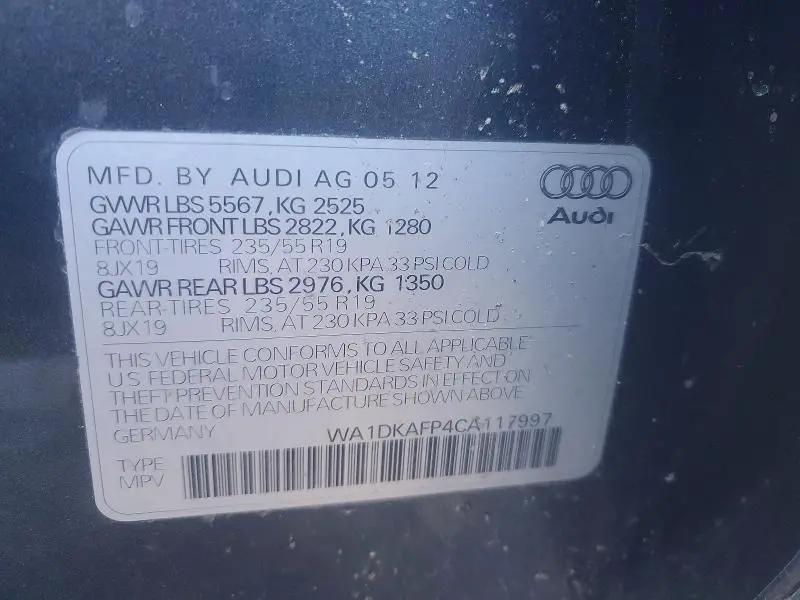 MFD. BY AUDI AG 05 12
Audi
GVWR LBS 5567, KG 2525
GAWR FRONT LBS 2822, KG 1280
FRONT-TIRES 235/55 R19
8JX19 RIMS, AT 230 KPA 33 PSI COLD
GAWR REAR LBS 2976, KG 1350
REAR-TIRES 235/55 R19
8JX19 RIMS, AT 230 KPA 33 PSI COLD
THIS VEHICLE CONFORMS TO ALL APPLICABLE
U.S. FEDERAL MOTOR VEHICLE SAFETY AND
THEFT PREVENTION STANDARDS IN EFFECT ON
THE DATE OF MANUFACTURE SHOWN ABOVE
GERMANY WA1DKAFP4CA117997
TYPE
MPV